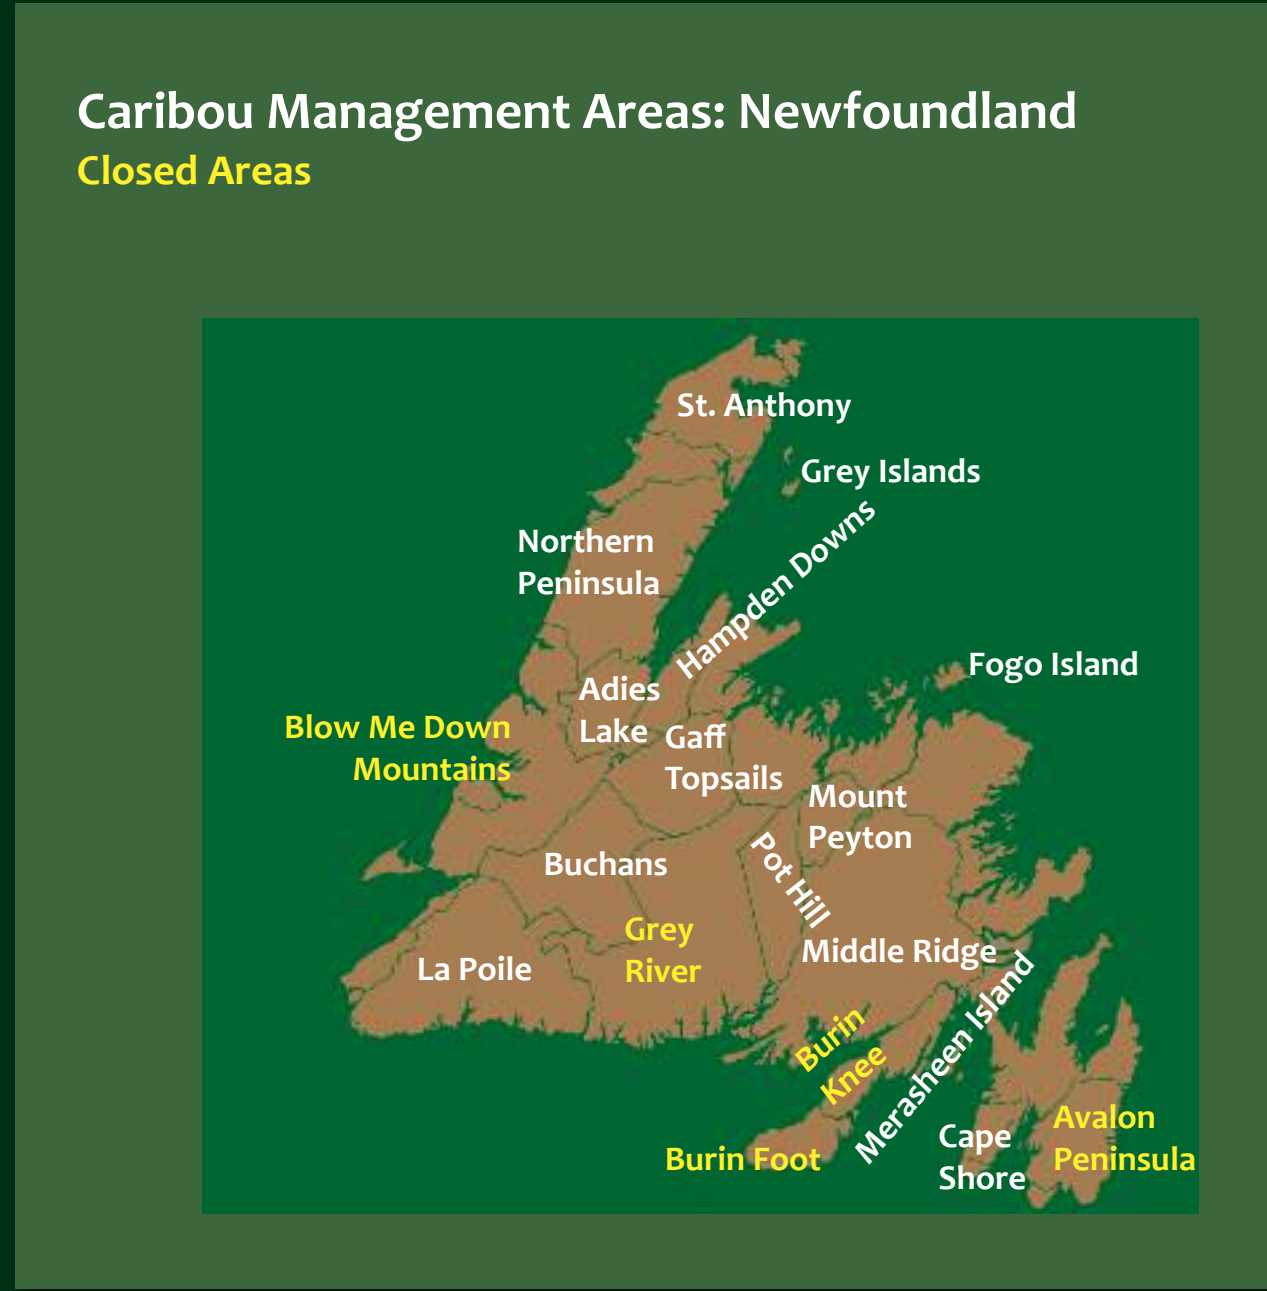 Caribou Management Areas: Newfoundland
Closed Areas
St. Anthony
Grey Islands
Northern
Peninsula
Hampden Downs
Fogo Island
Adies
Lake
Blow Me Down
Mountains
Gaff
Topsails
Mount
Peyton
Pot Hill
Buchans
Grey
River
La Poile
Middle Ridge
Burin
Knee
Merasheen Island
Burin Foot
Cape
Shore
Avalon
Peninsula